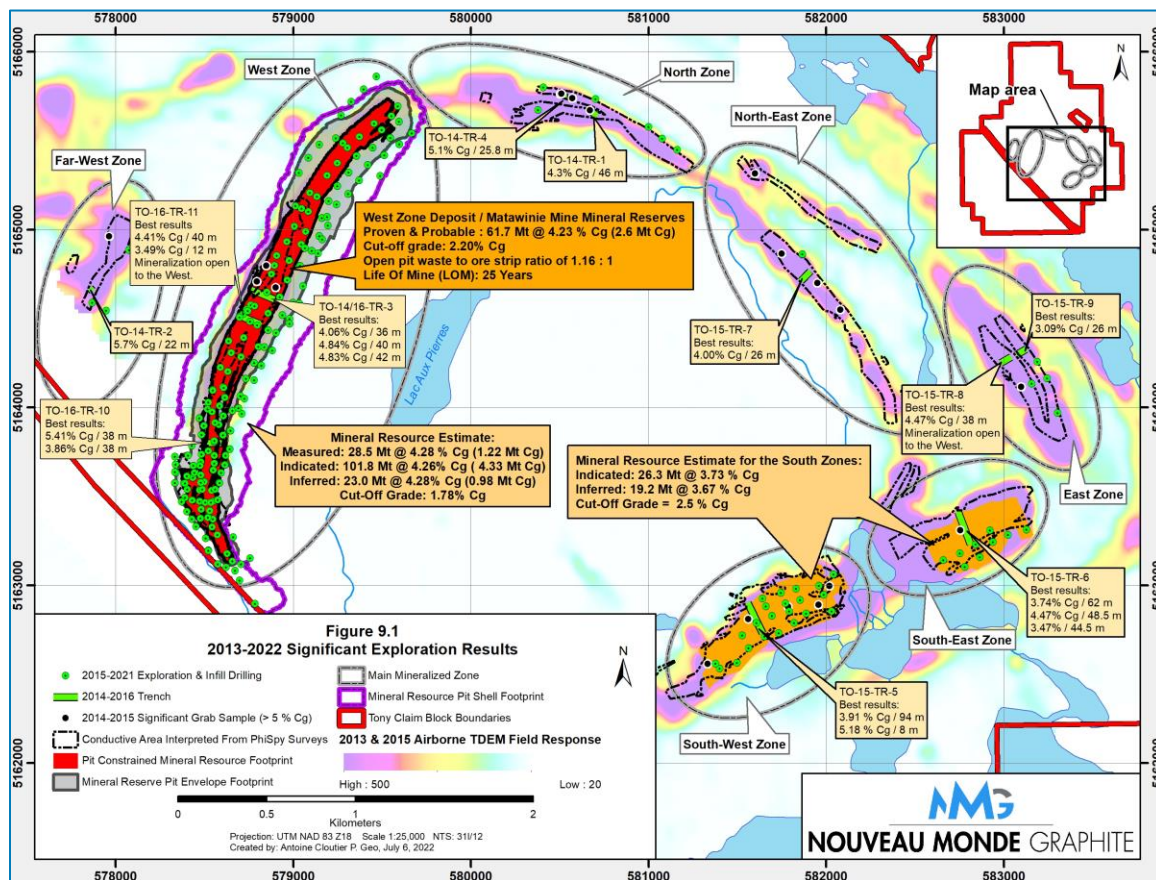 578000
579000
580000
581000
582000
583000
5166000
5165000
5164000
5163000
5162000
West Zone
North Zone
North-East Zone
N
Map area
Far-West Zone
TO-14-TR-4
5.1% Cg / 25.8 m
TO-14-TR-1
4.3% Cg / 46 m
TO-16-TR-11
Best results
4.41% Cg / 40 m
3.49% Cg / 12 m
Mineralization open
to the West.
West Zone Deposit / Matawinie Mine Mineral Reserves
Proven & Probable : 61.7 Mt @ 4.23 % Cg (2.6 Mt Cg)
Cut-off grade: 2.20% Cg
Open pit waste to ore strip ratio of 1.16 : 1
Life Of Mine (LOM): 25 Years
TO-14-TR-2
5.7% Cg / 22 m
TO-14/16-TR-3
Best results:
4.06% Cg / 36 m
4.84% Cg / 40 m
4.83% Cg / 42 m
Lac Aux Pierres
TO-15-TR-7
Best results:
4.00% Cg / 26 m
TO-15-TR-9
Best results:
3.09% Cg / 26 m
TO-15-TR-8
Best results:
4.47% Cg / 38 m
Mineralization open
to the West.
TO-16-TR-10
Best results:
5.41% Cg / 38 m
3.86% Cg / 38 m
Mineral Resource Estimate:
Measured: 28.5 Mt @ 4.28 % Cg (1.22 Mt Cg)
Indicated: 101.8 Mt @ 4.26% Cg ( 4.33 Mt Cg)
Inferred: 23.0 Mt @ 4.28% Cg (0.98 Mt Cg)
Cut-Off Grade: 1.78% Cg
Mineral Resource Estimate for the South Zones:
Indicated: 26.3 Mt @ 3.73 % Cg
Inferred: 19.2 Mt @ 3.67 % Cg
Cut-Off Grade = 2.5 % Cg
East Zone
TO-15-TR-6
Best results:
3.74% Cg / 62 m
4.47% Cg / 48.5 m
3.47% / 44.5 m
South-East Zone
TO-15-TR-5
Best results:
3.91 % Cg / 94 m
5.18 % Cg / 8 m
South-West Zone
Figure 9.1
2013-2022 Significant Exploration Results
N
2015-2021 Exploration & Infill Drilling
2014-2016 Trench
2014-2015 Significant Grab Sample (> 5 % Cg)
Conductive Area Interpreted From PhiSpy Surveys
Pit Constrained Mineral Resource Footprint
Mineral Reserve Pit Envelope Footprint
Main Mineralized Zone
Mineral Resource Pit Shell Footprint
Tony Claim Block Boundaries
2013 & 2015 Airborne TDEM Field Response
High : 500
Low : 20
0
0.5
1
2
Kilometers
Projection: UTM NAD 83 Z18 Scale 1:25,000 NTS: 31I/12
Created by: Antoine Cloutier P. Geo, July 6, 2022
NMG
NOUVEAU MONDE GRAPHITE
5166000
5165000
5164000
5163000
5162000
578000
579000
580000
581000
582000
583000